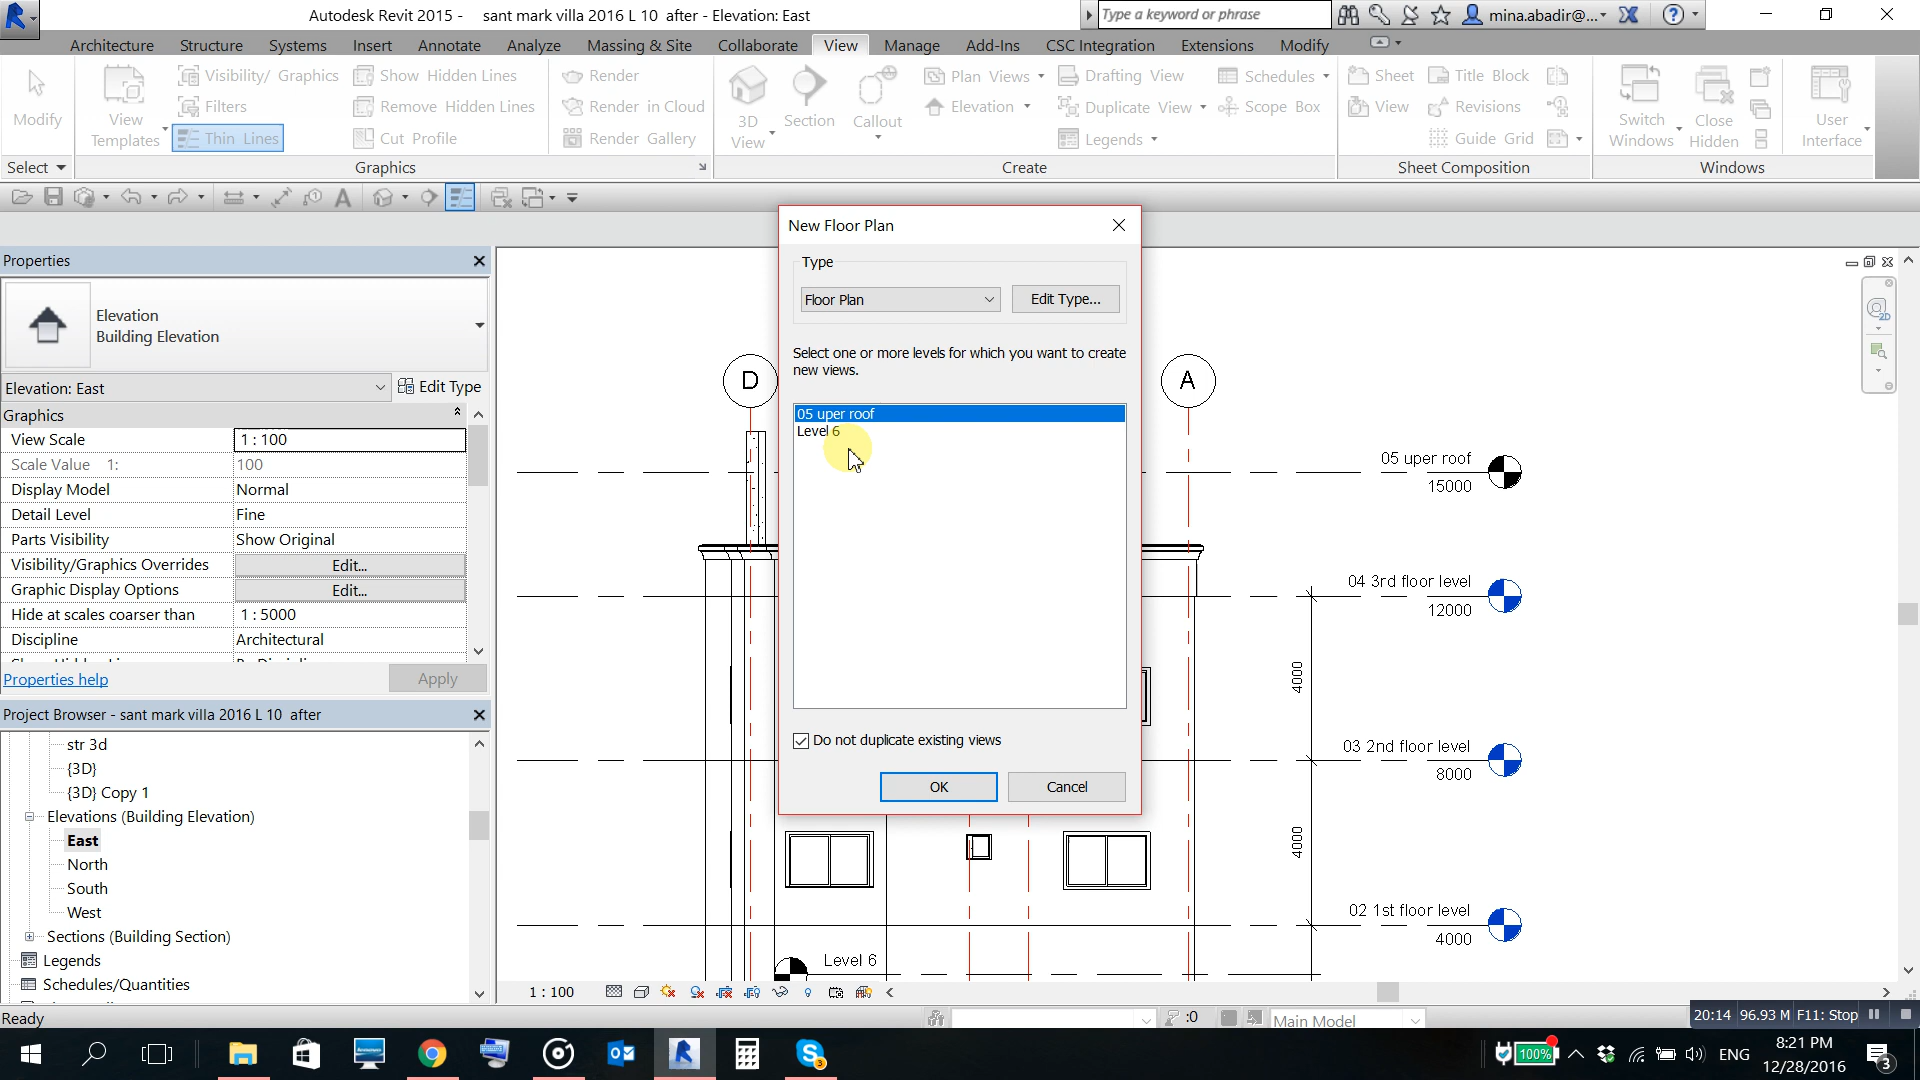 Autodesk Revit 2015 - sant mark villa 2016 L 10 after - Elevation: East
Type a keyword or phrase
mina.abadir@...
Architecture Structure Systems Insert Annotate Analyze Massing & Site Collaborate View Manage Add-Ins CSC Integration Extensions Modify
Modify
View Templates
Visibility/ Graphics
Filters
Thin Lines
Show Hidden Lines
Remove Hidden Lines
Cut Profile
Render
Render in Cloud
Render Gallery
3D View
Section
Callout
Plan Views
Elevation
Drafting View
Duplicate View
Legends
Schedules
Scope Box
Sheet
View
Title Block
Revisions
Guide Grid
Switch Windows
Close Hidden
User Interface
Select
Graphics
Create
Sheet Composition
Windows
Properties
Elevation
Building Elevation
Elevation: East
Edit Type
Graphics
View Scale 1 : 100
Scale Value 1: 100
Display Model Normal
Detail Level Fine
Parts Visibility Show Original
Visibility/Graphics Overrides Edit...
Graphic Display Options Edit...
Hide at scales coarser than 1 : 5000
Discipline Architectural
Properties help
Apply
Project Browser - sant mark villa 2016 L 10 after
str 3d
{3D}
{3D} Copy 1
Elevations (Building Elevation)
East
North
South
West
Sections (Building Section)
Legends
Schedules/Quantities
New Floor Plan
Type
Floor Plan
Edit Type...
Select one or more levels for which you want to create
new views.
05 uper roof
Level 6
Do not duplicate existing views
OK
Cancel
D
A
05 uper roof
15000
04 3rd floor level
12000
4000
03 2nd floor level
8000
4000
02 1st floor level
4000
Level 6
1 : 100
2D
Ready
:0
Main Model
20:14 96.93 M F11: Stop
100%
ENG
8:21 PM
12/28/2016
3
3